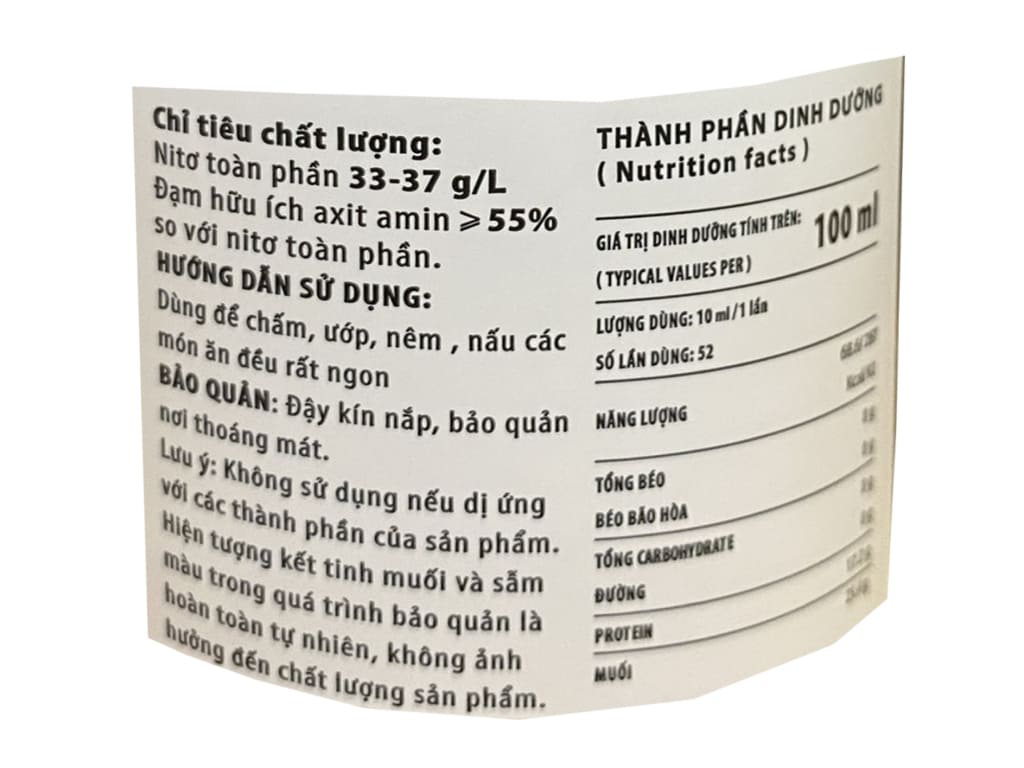 Chỉ tiêu chất lượng:
Nitơ toàn phần 33-37 g/L
Đạm hữu ích axit amin ⩾ 55%
so với nitơ toàn phần.
HƯỚNG DẪN SỬ DỤNG:
Dùng để chấm, ướp, nêm , nấu các
món ăn đều rất ngon
BẢO QUẢN: Đậy kín nắp, bảo quản
nơi thoáng mát.
Lưu ý: Không sử dụng nếu dị ứng
với các thành phần của sản phẩm.
Hiện tượng kết tinh muối và sẫm
màu trong quá trình bảo quản là
hoàn toàn tự nhiên, không ảnh
hưởng đến chất lượng sản phẩm.
THÀNH PHẦN DINH DƯỠNG
( Nutrition facts )
GIÁ TRỊ DINH DƯỠNG TÍNH TRÊN: 100 ml
( TYPICAL VALUES PER )
LƯỢNG DÙNG: 10 ml/1 lần
SỐ LẦN DÙNG: 52
NĂNG LƯỢNG
TỔNG BÉO
BÉO BÃO HÒA
TỔNG CARBOHYDRATE
ĐƯỜNG
PROTEIN
MUỐI